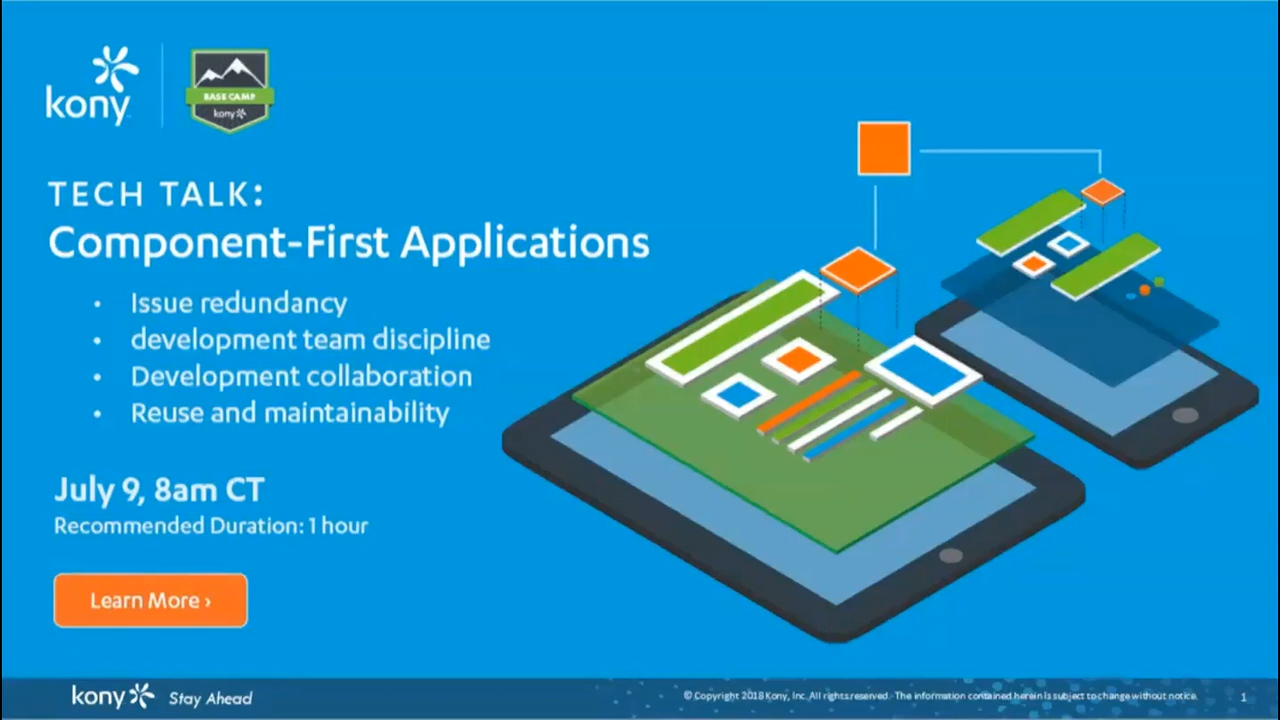 kony
BASE CAMP
kony
TECH TALK:
Component-First Applications
• Issue redundancy
• development team discipline
• Development collaboration
• Reuse and maintainability
July 9, 8am CT
Recommended Duration: 1 hour
Learn More ›
kony Stay Ahead
© Copyright 2018 Kony, Inc. All rights reserved. The information contained herein is subject to change without notice. 1